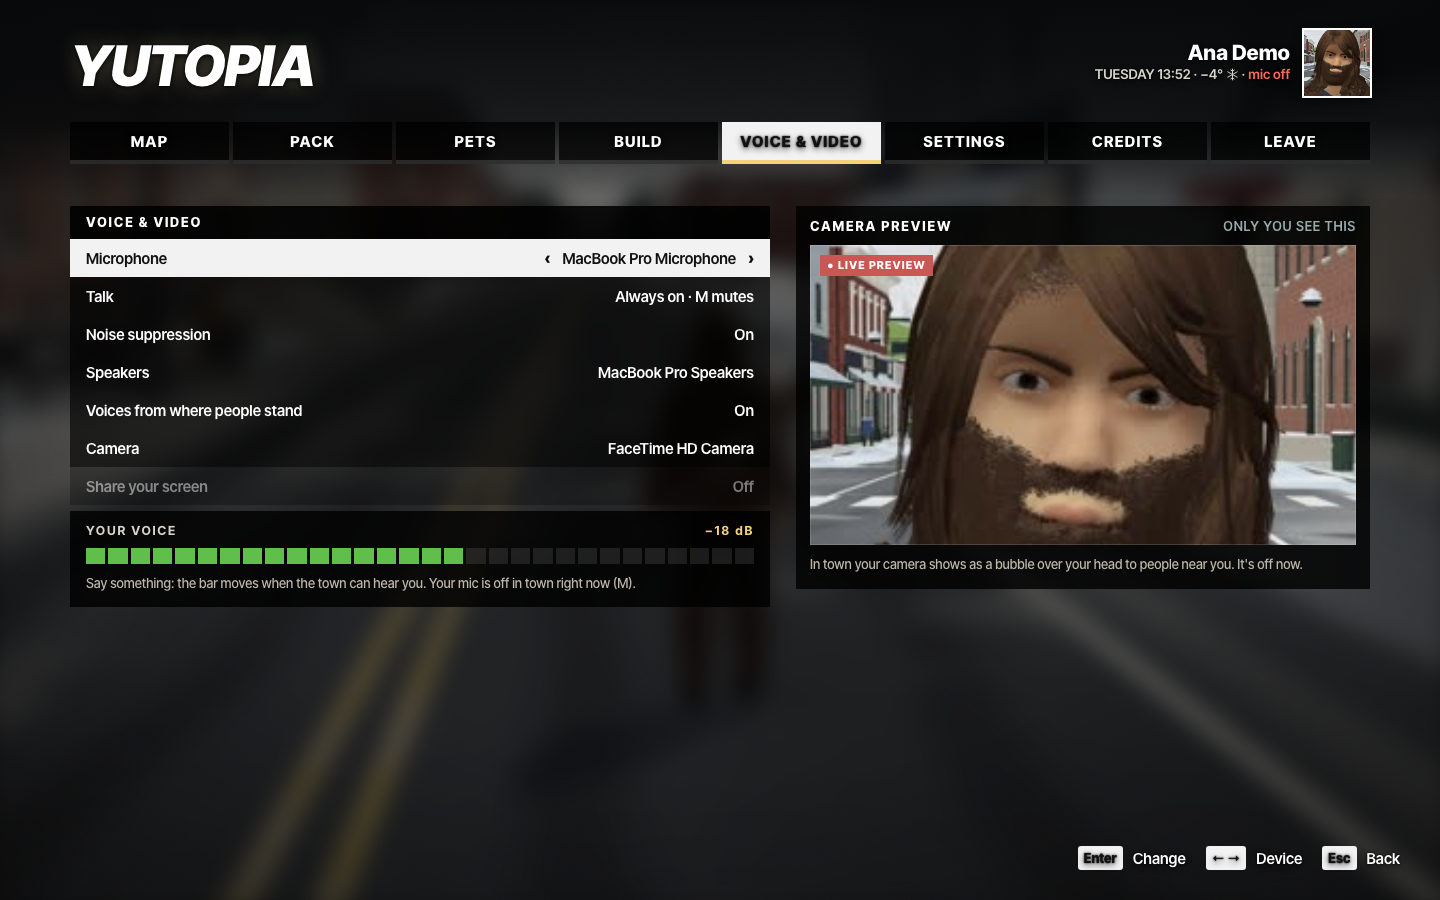 YUTOPIA
Ana Demo
TUESDAY 13:52 · −4° · mic off
MAP
PACK
PETS
BUILD
VOICE & VIDEO
SETTINGS
CREDITS
LEAVE
VOICE & VIDEO
Microphone ‹ MacBook Pro Microphone ›
Talk Always on · M mutes
Noise suppression On
Speakers MacBook Pro Speakers
Voices from where people stand On
Camera FaceTime HD Camera
Share your screen Off
YOUR VOICE −18 dB
Say something: the bar moves when the town can hear you. Your mic is off in town right now (M).
CAMERA PREVIEW ONLY YOU SEE THIS
● LIVE PREVIEW
In town your camera shows as a bubble over your head to people near you. It's off now.
Enter Change ← → Device Esc Back